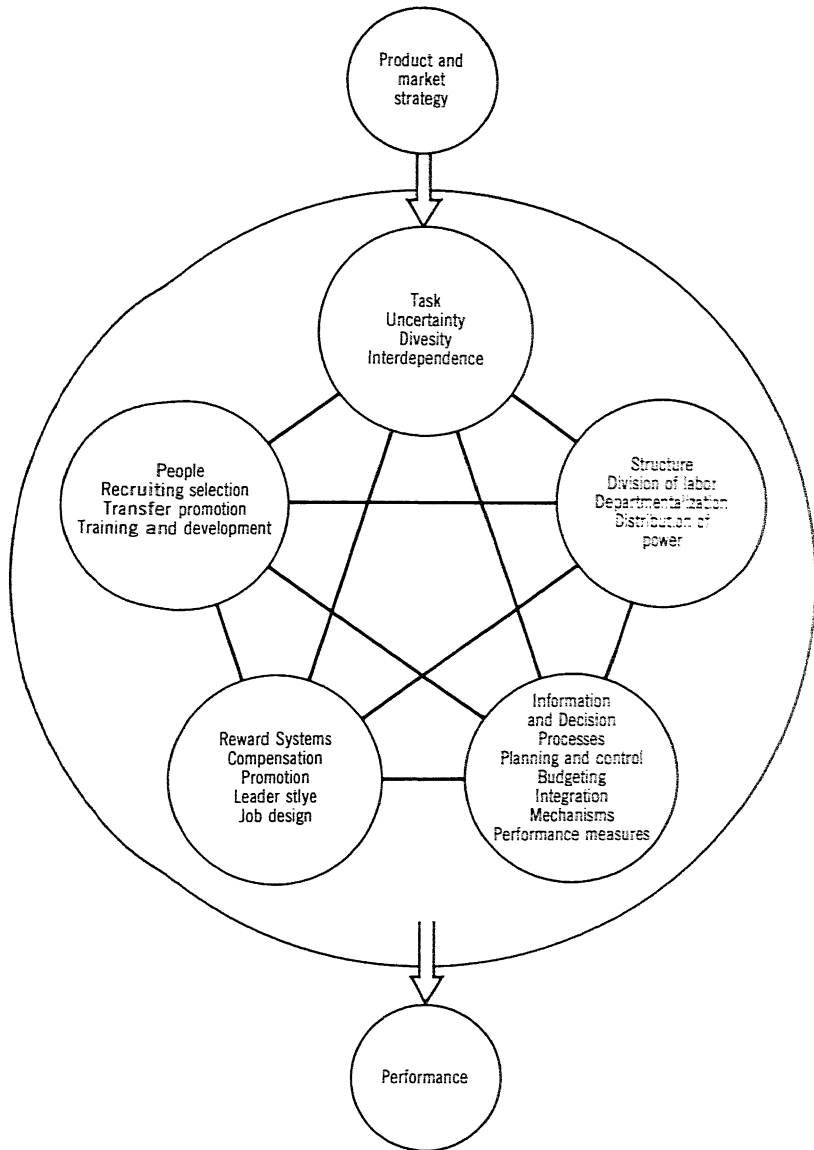 Product and
market
strategy
Task
Uncertainty
Divesity
Interdependence
People
Recruiting selection
Transfer promotion
Training and development
Structure
Division of labor
Departmentalization
Distribution of
power
Reward Systems
Compensation
Promotion
Leader stlye
Job design
Information
and Decision
Processes
Planning and control
Budgeting
Integration
Mechanisms
Performance measures
Performance